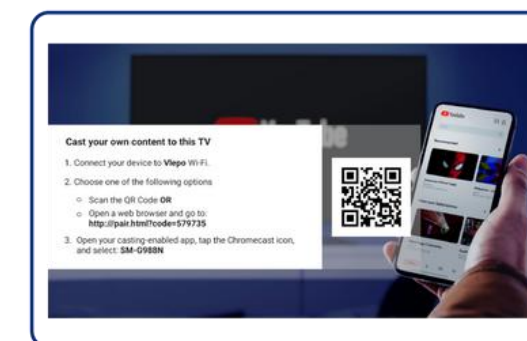 YouTube
Cast your own content to this TV
1. Connect your device to Vlepo Wi-Fi.
2. Choose one of the following options
Scan the QR Code OR
Open a web browser and go to:
http://pair.html?code=579735
3. Open your casting-enabled app, tap the Chromecast icon,
and select: SM-G988N
YouTube